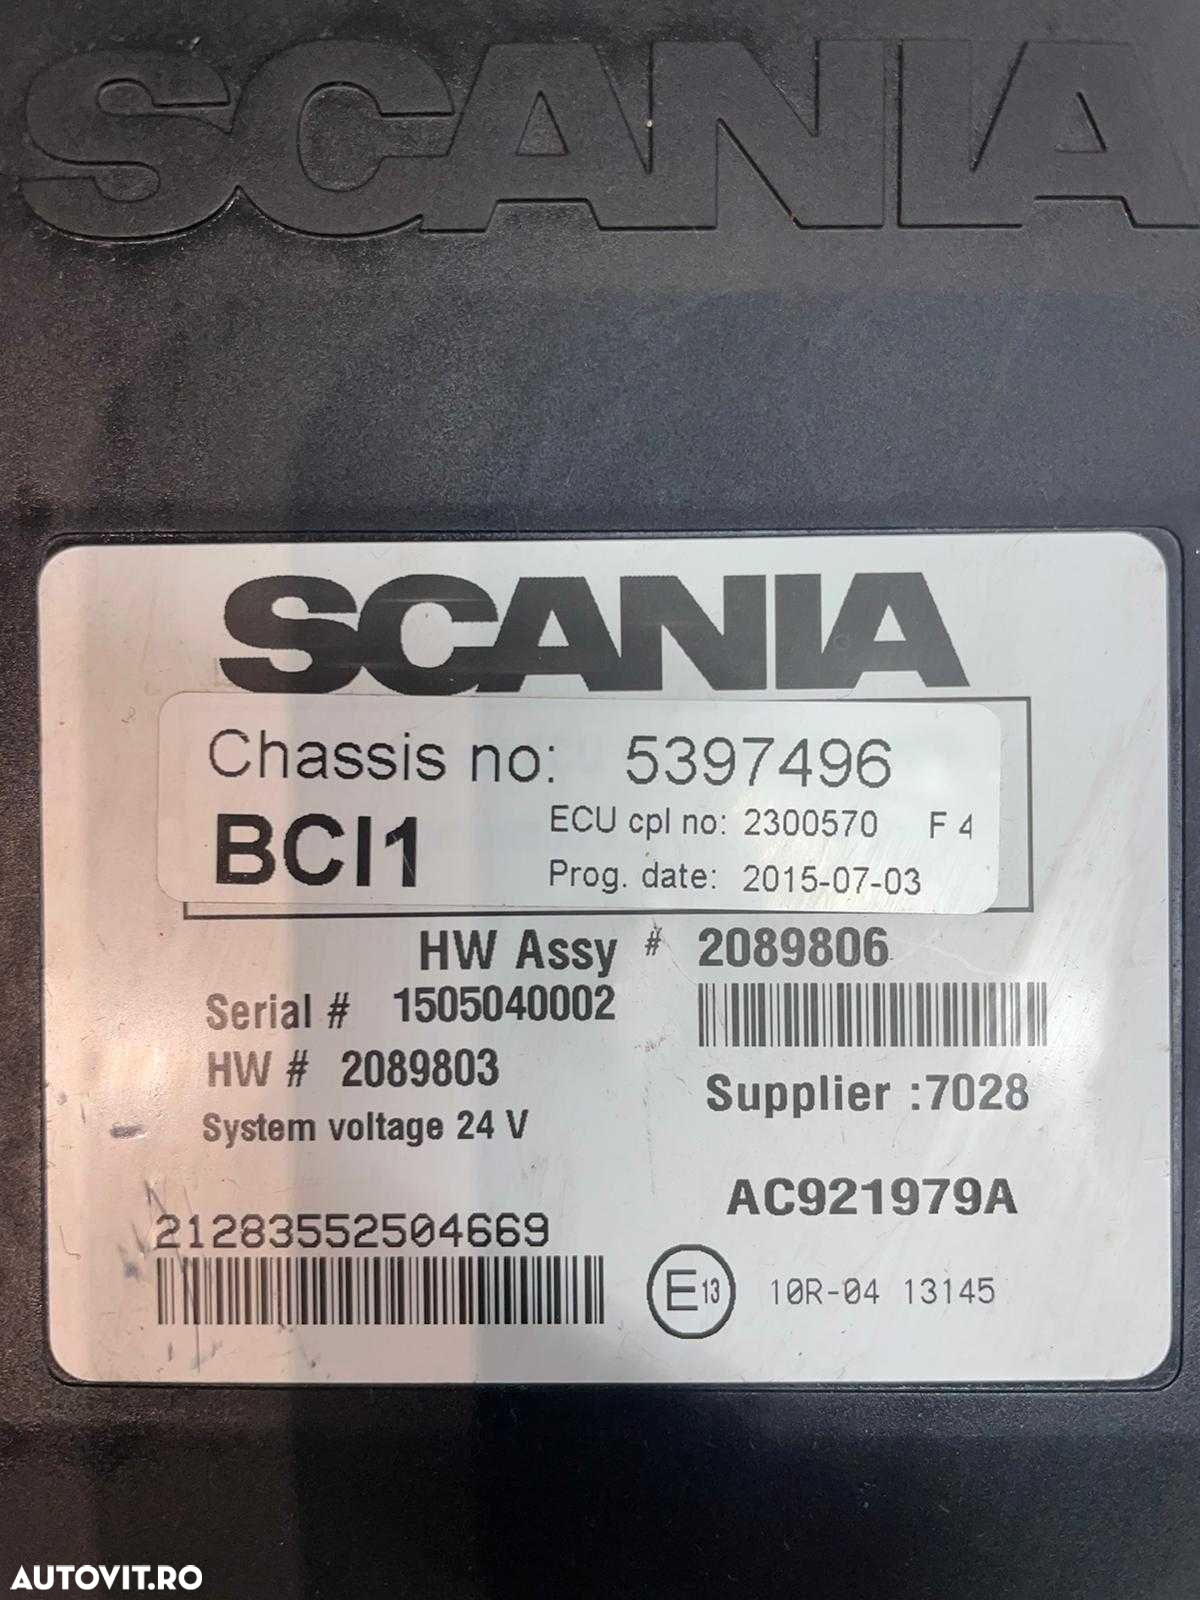 SCANIA
SCANIA
Chassis no: 5397496
BCI1
ECU cpl no: 2300570 F 4
Prog. date: 2015-07-03
HW Assy # 2089806
Serial # 1505040002
HW # 2089803
Supplier :7028
System voltage 24 V
AC921979A
21283552504669
E13 10R-04 13145
AUTOVIT.RO